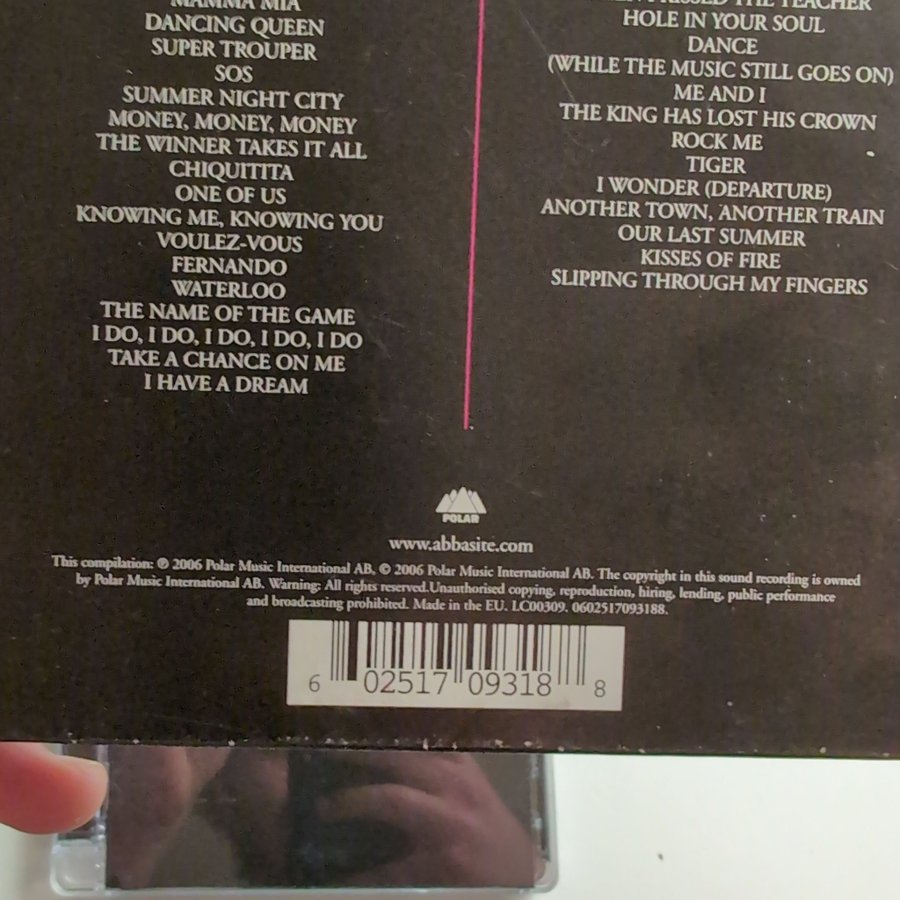 MAMMA MIA
DANCING QUEEN
SUPER TROUPER
SOS
SUMMER NIGHT CITY
MONEY, MONEY, MONEY
THE WINNER TAKES IT ALL
CHIQUITITA
ONE OF US
KNOWING ME, KNOWING YOU
VOULEZ-VOUS
FERNANDO
WATERLOO
THE NAME OF THE GAME
I DO, I DO, I DO, I DO, I DO
TAKE A CHANCE ON ME
I HAVE A DREAM
KISSED THE TEACHER
HOLE IN YOUR SOUL
DANCE
(WHILE THE MUSIC STILL GOES ON)
ME AND I
THE KING HAS LOST HIS CROWN
ROCK ME
TIGER
I WONDER (DEPARTURE)
ANOTHER TOWN, ANOTHER TRAIN
OUR LAST SUMMER
KISSES OF FIRE
SLIPPING THROUGH MY FINGERS
POLAR
www.abbasite.com
This compilation: ℗ 2006 Polar Music International AB, © 2006 Polar Music International AB. The copyright in this sound recording is owned
by Polar Music International AB. Warning: All rights reserved.Unauthorised copying, reproduction, hiring, lending, public performance
and broadcasting prohibited. Made in the EU. LC00309. 0602517093188.
6 02517 09318 8